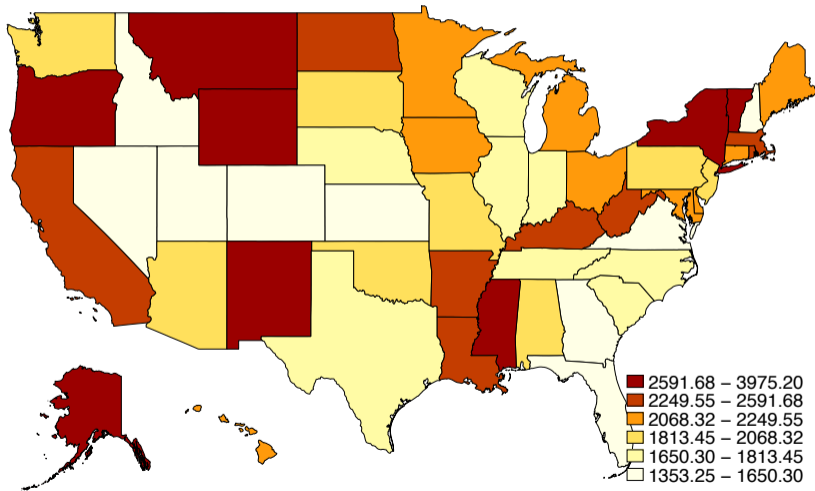 2591.68 – 3975.20
2249.55 – 2591.68
2068.32 – 2249.55
1813.45 – 2068.32
1650.30 – 1813.45
1353.25 – 1650.30